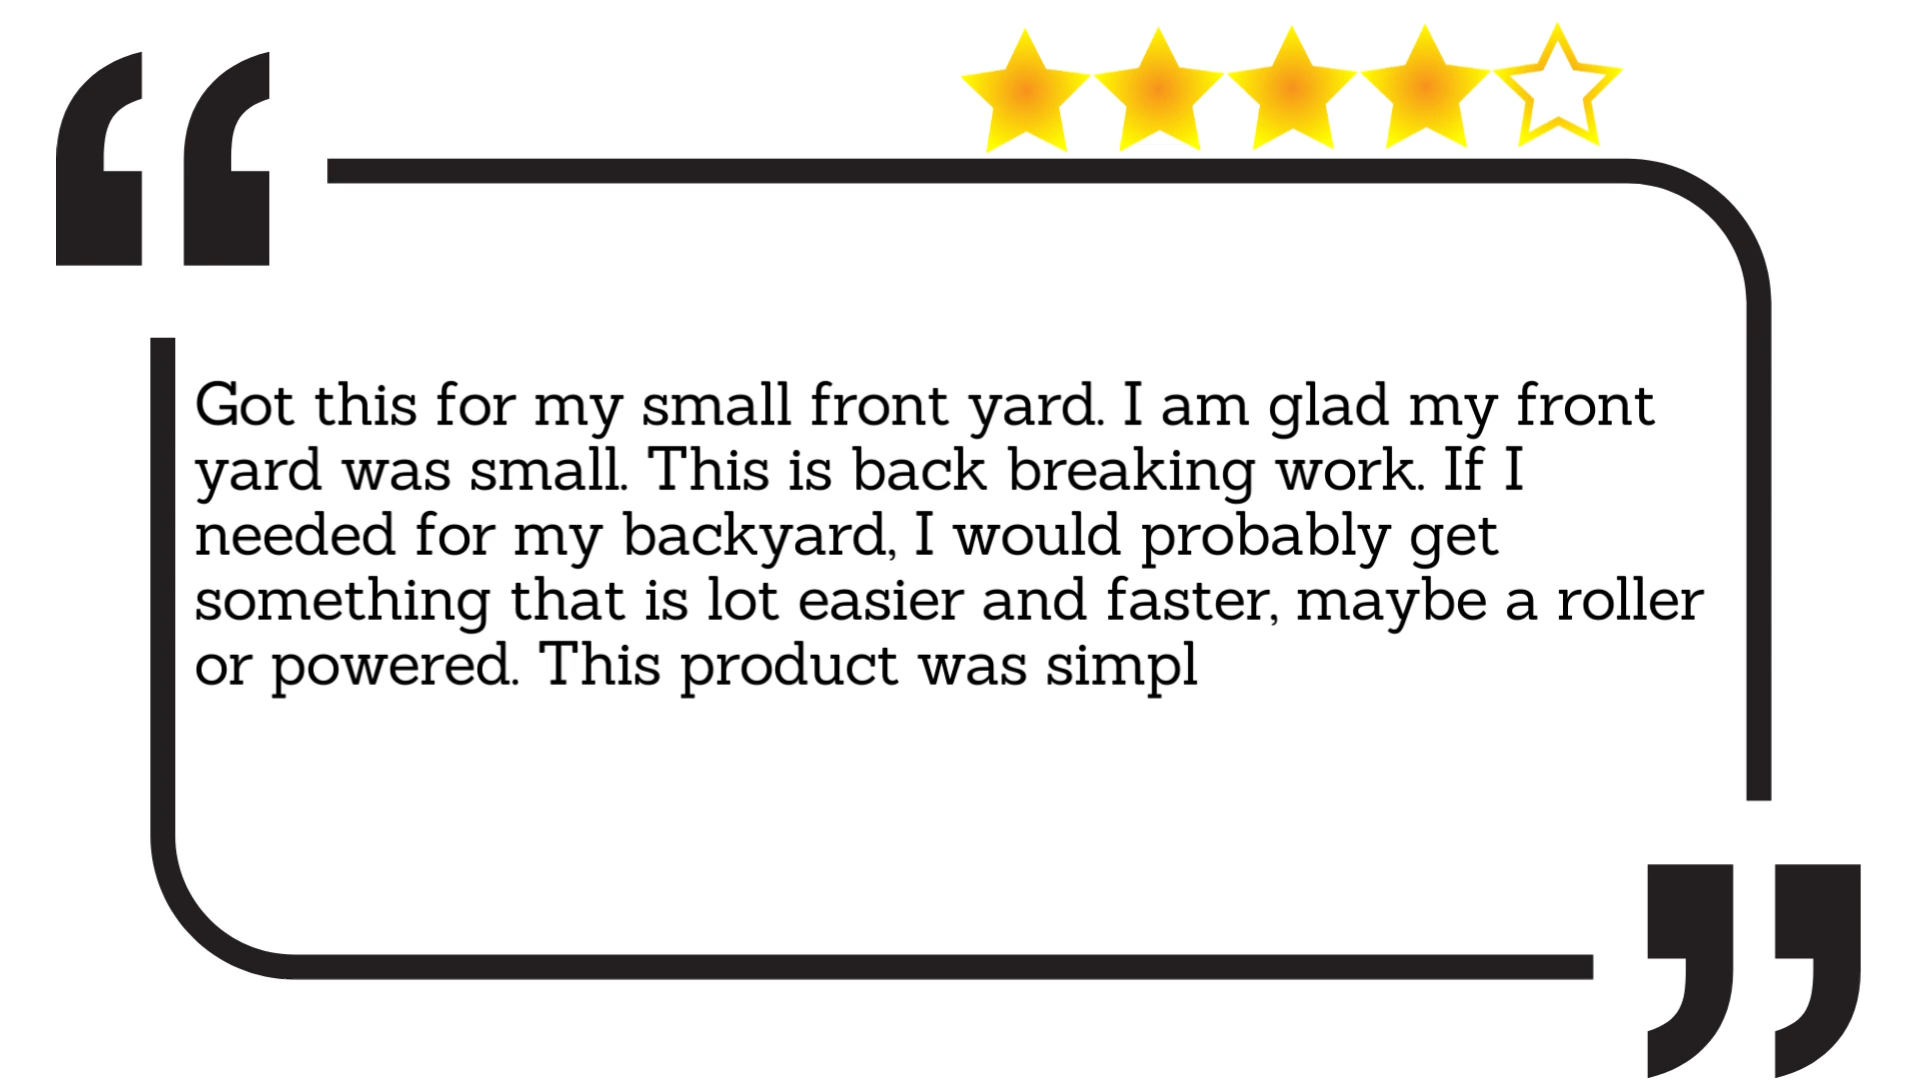 Got this for my small front yard. I am glad my front
yard was small. This is back breaking work. If I
needed for my backyard, I would probably get
something that is lot easier and faster, maybe a roller
or powered. This product was simpl